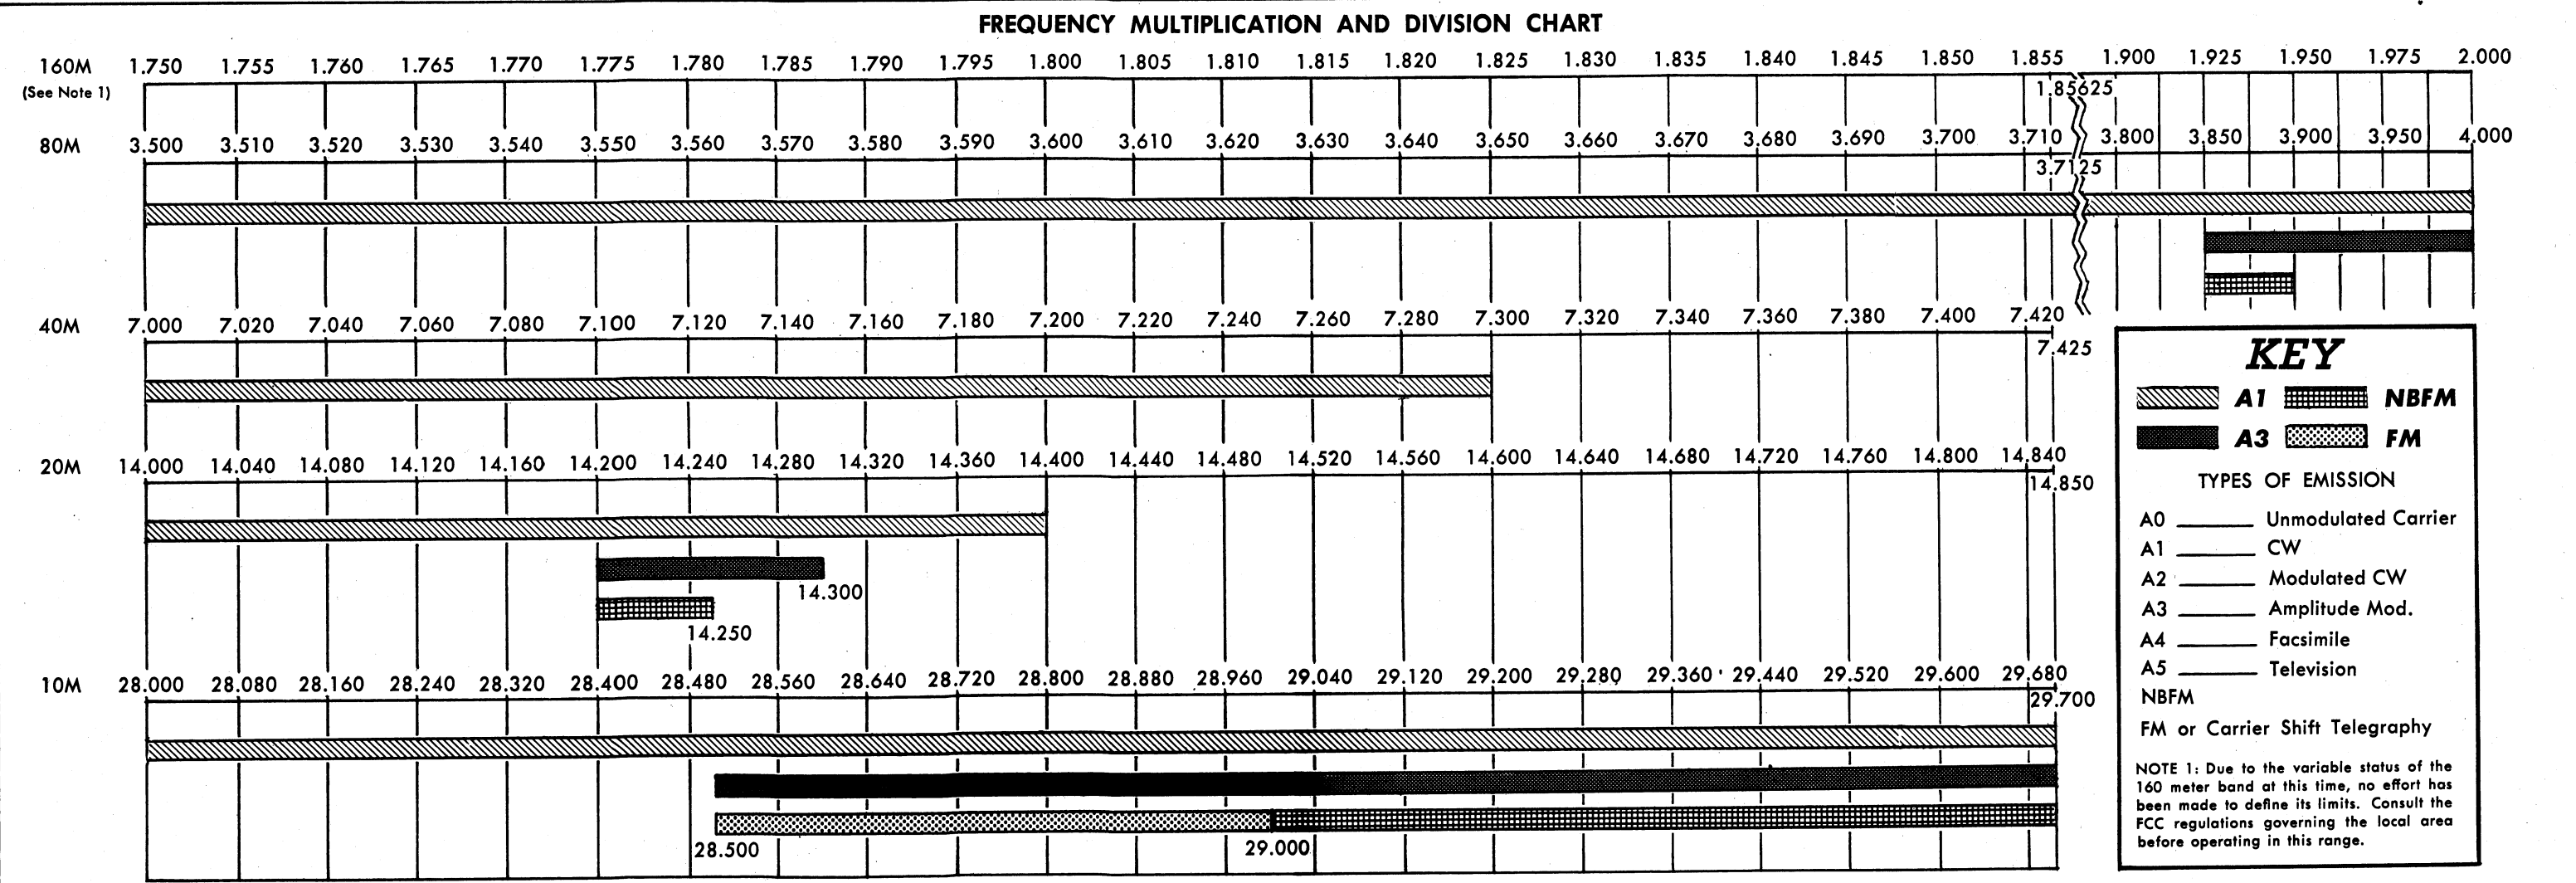 FREQUENCY MULTIPLICATION AND DIVISION CHART
160M 1.750 1.755 1.760 1.765 1.770 1.775 1.780 1.785 1.790 1.795 1.800 1.805 1.810 1.815 1.820 1.825 1.830 1.835 1.840 1.845 1.850 1.855 1.900 1.925 1.950 1.975 2.000
(See Note 1) 1.85625
80M 3.500 3.510 3.520 3.530 3.540 3.550 3.560 3.570 3.580 3.590 3.600 3.610 3.620 3.630 3.640 3.650 3.660 3.670 3.680 3.690 3.700 3.710 3.800 3.850 3.900 3.950 4.000
3.7125
40M 7.000 7.020 7.040 7.060 7.080 7.100 7.120 7.140 7.160 7.180 7.200 7.220 7.240 7.260 7.280 7.300 7.320 7.340 7.360 7.380 7.400 7.420
7.425
20M 14.000 14.040 14.080 14.120 14.160 14.200 14.240 14.280 14.320 14.360 14.400 14.440 14.480 14.520 14.560 14.600 14.640 14.680 14.720 14.760 14.800 14.840
14.850
14.300
14.250
10M 28.000 28.080 28.160 28.240 28.320 28.400 28.480 28.560 28.640 28.720 28.800 28.880 28.960 29.040 29.120 29.200 29.280 29.360 29.440 29.520 29.600 29.680
29.700
28.500 29.000
KEY
A1 NBFM
A3 FM
TYPES OF EMISSION
A0 Unmodulated Carrier
A1 CW
A2 Modulated CW
A3 Amplitude Mod.
A4 Facsimile
A5 Television
NBFM
FM or Carrier Shift Telegraphy
NOTE 1: Due to the variable status of the
160 meter band at this time, no effort has
been made to define its limits. Consult the
FCC regulations governing the local area
before operating in this range.